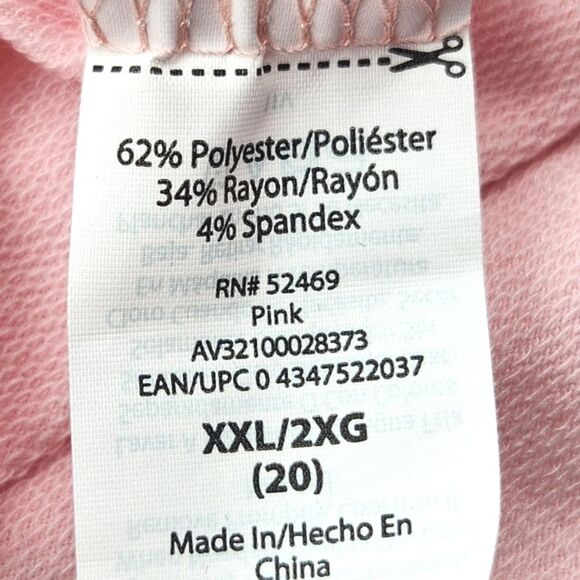 62% Polyester/Poliéster
34% Rayon/Rayón
4% Spandex
RN# 52469
Pink
AV32100028373
EAN/UPC 0 4347522037
XXL/2XG
(20)
Made In/Hecho En
China